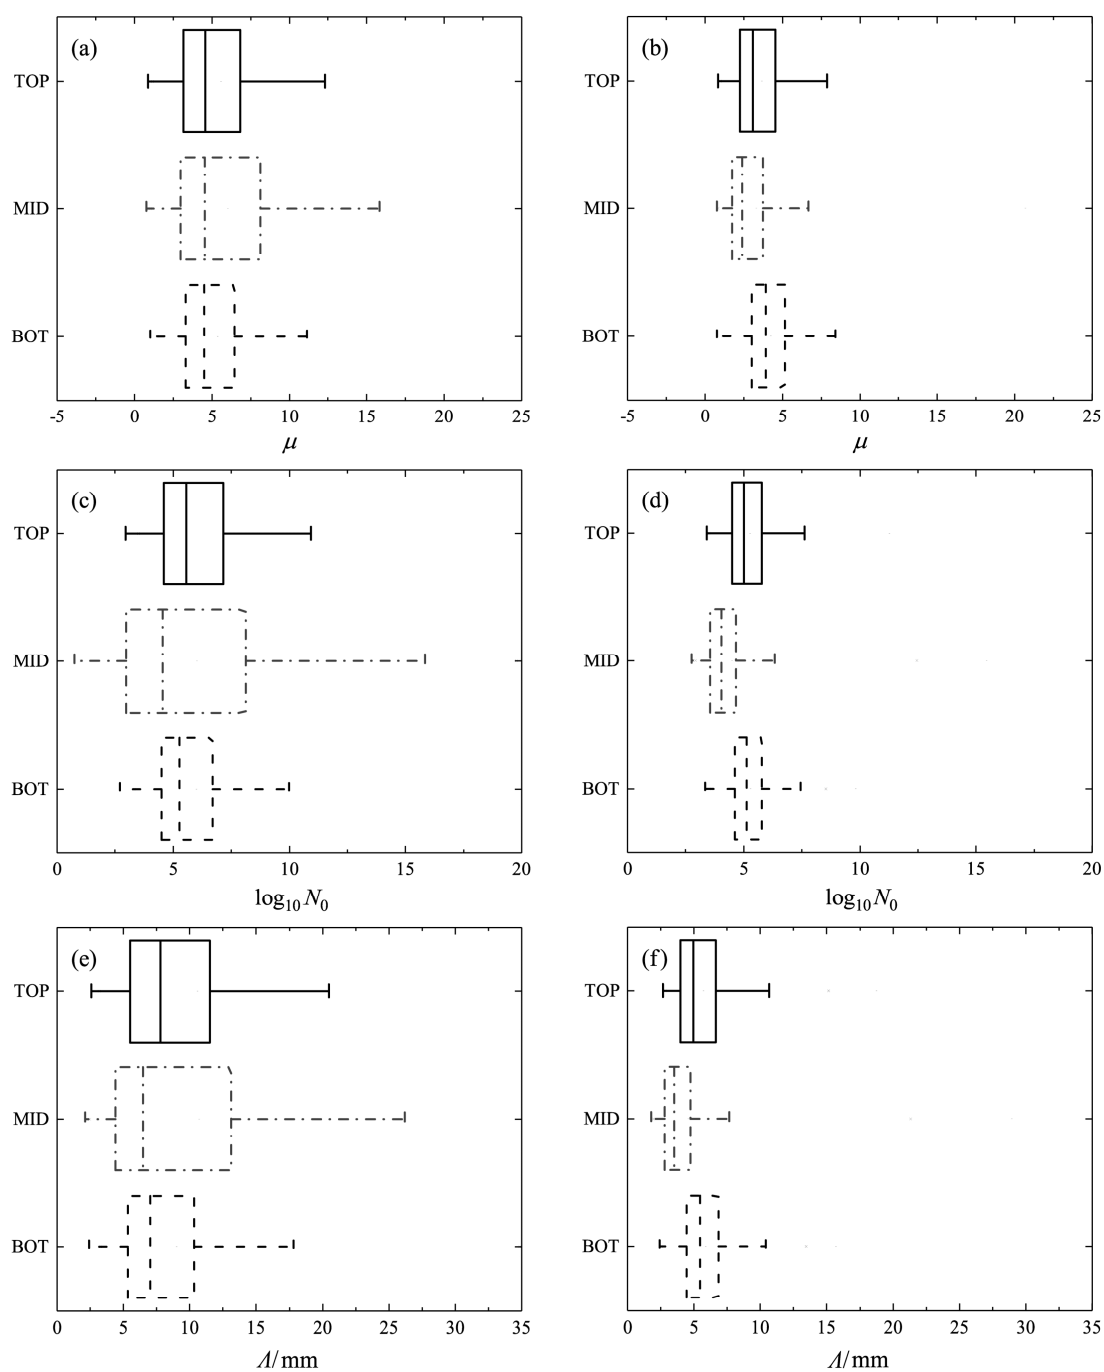 (a) (b)
TOP TOP
MID MID
BOT BOT
-5 0 5 10 15 20 25 -5 0 5 10 15 20 25
μ μ
(c) (d)
TOP TOP
MID MID
BOT BOT
0 5 10 15 20 0 5 10 15 20
log₁₀N₀ log₁₀N₀
(e) (f)
TOP TOP
MID MID
BOT BOT
0 5 10 15 20 25 30 35 0 5 10 15 20 25 30 35
Λ/mm Λ/mm